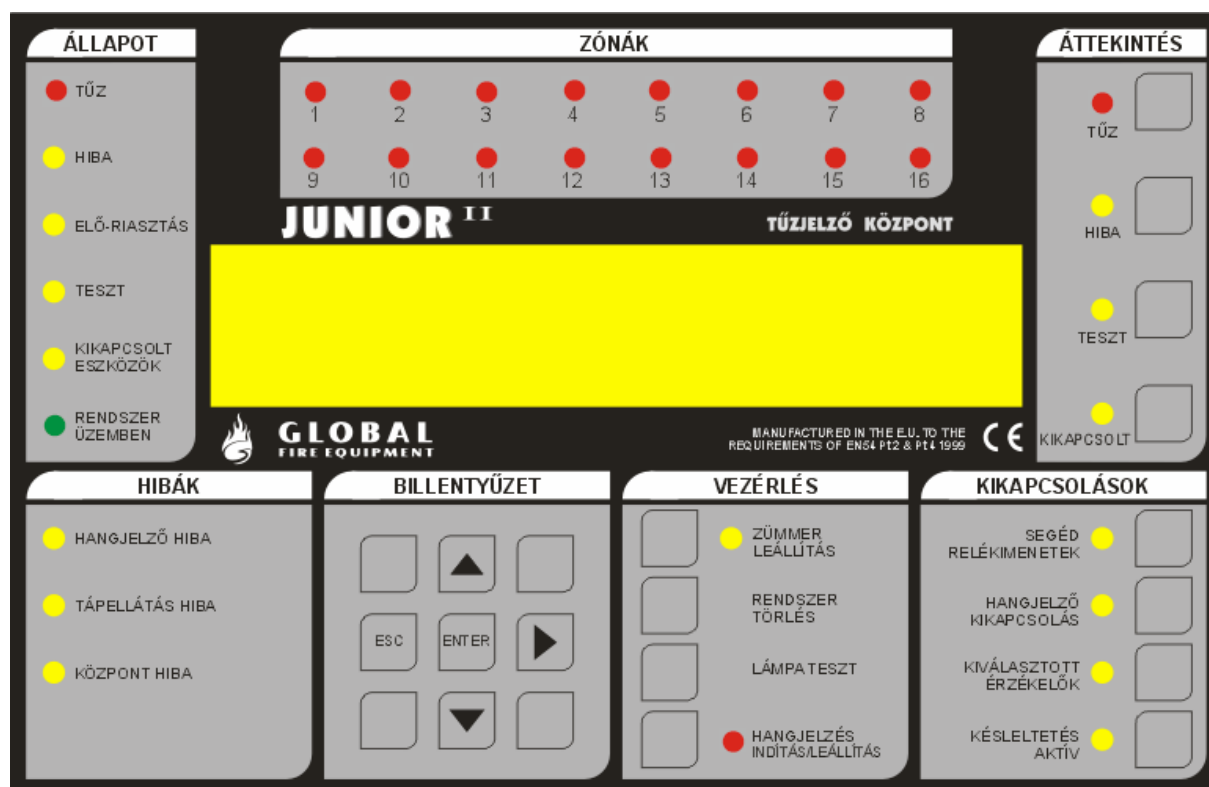 ÁLLAPOT
TŰZ
HIBA
ELŐ-RIASZTÁS
TESZT
KIKAPCSOLT
ESZKÖZÖK
RENDSZER
ÜZEMBEN
ZÓNÁK
1 2 3 4 5 6 7 8
9 10 11 12 13 14 15 16
JUNIOR II
TŰZJELZŐ KÖZPONT
GLOBAL
FIRE EQUIPMENT
MANUFACTURED IN THE E.U. TO THE
REQUIREMENTS OF EN54 Pt2 & Pt4 1999
CE
ÁTTEKINTÉS
TŰZ
HIBA
TESZT
KIKAPCSOLT
HIBÁK
HANGJELZŐ HIBA
TÁPELLÁTÁS HIBA
KÖZPONT HIBA
BILLENTYŰZET
ESC ENTER
VEZÉRLÉS
ZÜMMER
LEÁLLÍTÁS
RENDSZER
TÖRLÉS
LÁMPA TESZT
HANGJELZÉS
INDÍTÁS/LEÁLLÍTÁS
KIKAPCSOLÁSOK
SEGÉD
RELÉKIMENETEK
HANGJELZŐ
KIKAPCSOLÁS
KIVÁLASZTOTT
ÉRZÉKELŐK
KÉSLELTETÉS
AKTÍV